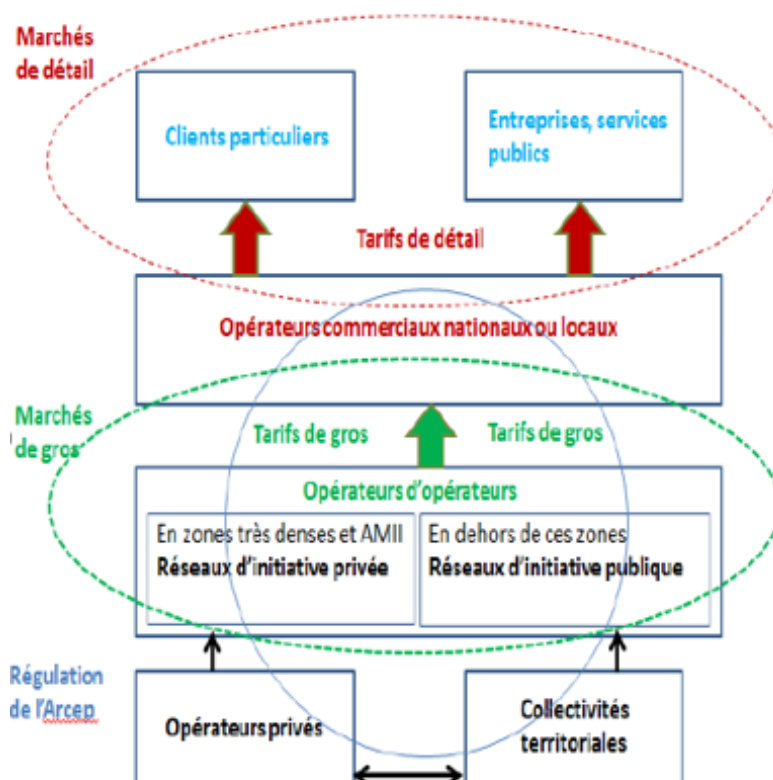 Marchés
de détail
Clients particuliers
Entreprises, services
publics
Tarifs de détail
Opérateurs commerciaux nationaux ou locaux
Marchés
de gros
Tarifs de gros
Tarifs de gros
Opérateurs d'opérateurs
En zones très denses et AMII
Réseaux d'initiative privée
En dehors de ces zones
Réseaux d'initiative publique
Régulation
de l'Arcep
Opérateurs privés
Collectivités
territoriales